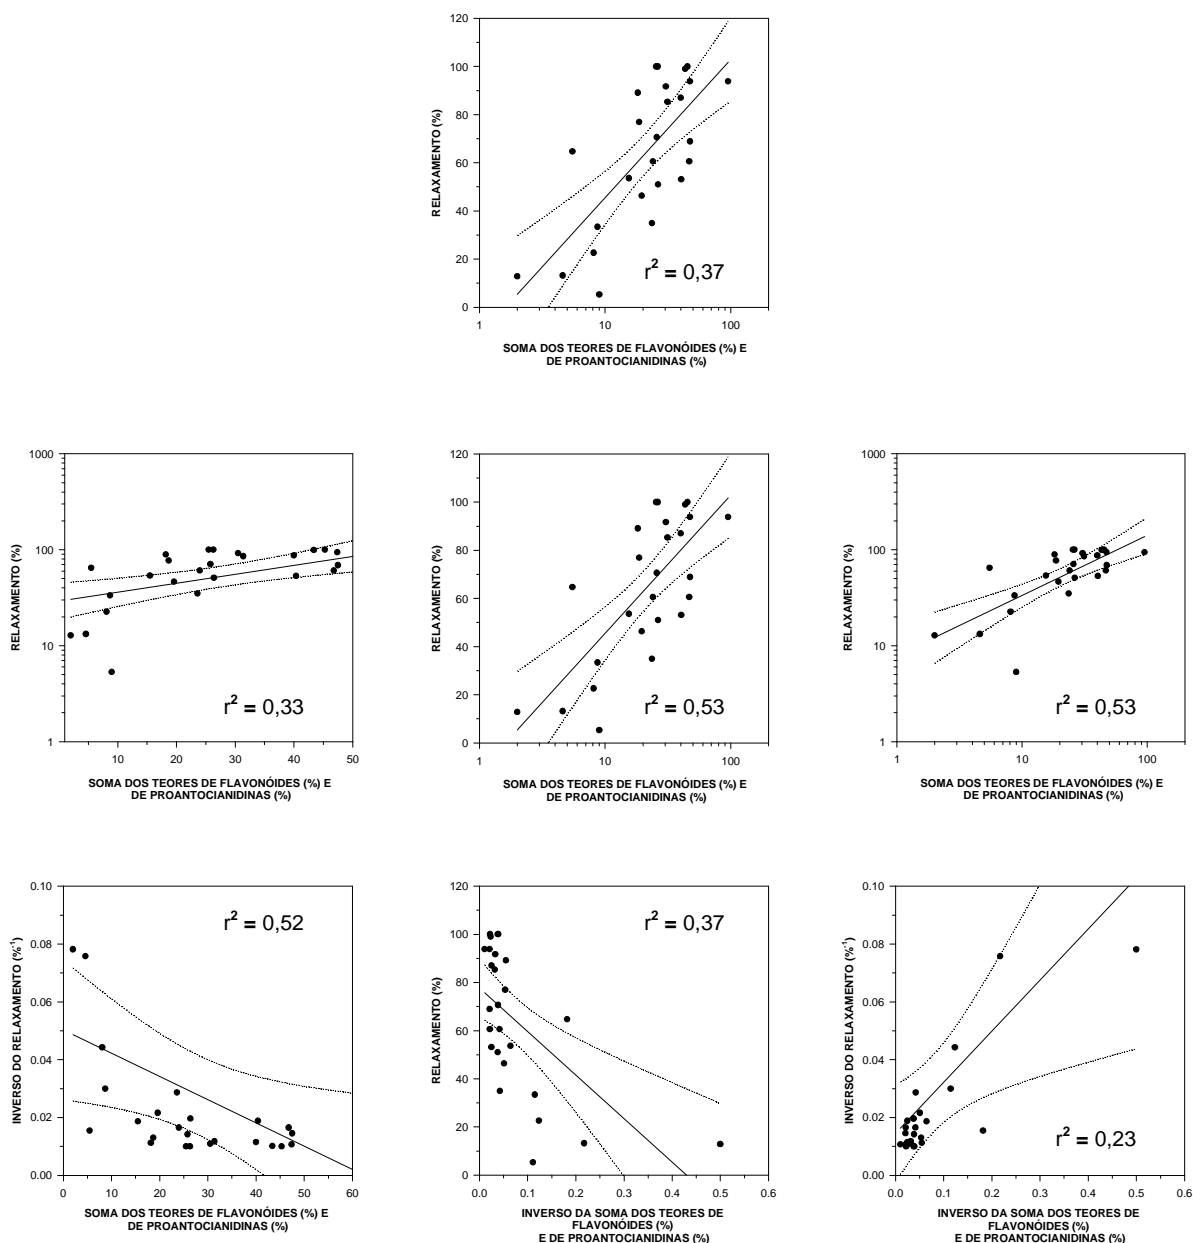 120
100
80
60
40
20
0
RELAXAMENTO (%)
r² = 0,37
1 10 100
SOMA DOS TEORES DE FLAVONÓIDES (%) E
DE PROANTOCIANIDINAS (%)
1000
100
10
1
RELAXAMENTO (%)
r² = 0,33
10 20 30 40 50
SOMA DOS TEORES DE FLAVONÓIDES (%) E
DE PROANTOCIANIDINAS (%)
120
100
80
60
40
20
0
RELAXAMENTO (%)
r² = 0,53
1 10 100
SOMA DOS TEORES DE FLAVONÓIDES (%) E
DE PROANTOCIANIDINAS (%)
1000
100
10
1
RELAXAMENTO (%)
r² = 0,53
1 10 100
SOMA DOS TEORES DE FLAVONÓIDES (%) E
DE PROANTOCIANIDINAS (%)
0.10
0.08
0.06
0.04
0.02
0.00
INVERSO DO RELAXAMENTO (%⁻¹)
r² = 0,52
0 10 20 30 40 50 60
SOMA DOS TEORES DE FLAVONÓIDES (%) E
DE PROANTOCIANIDINAS (%)
120
100
80
60
40
20
0
RELAXAMENTO (%)
r² = 0,37
0.0 0.1 0.2 0.3 0.4 0.5 0.6
INVERSO DA SOMA DOS TEORES DE
FLAVONÓIDES (%)
E DE PROANTOCIANIDINAS (%)
0.10
0.08
0.06
0.04
0.02
0.00
INVERSO DO RELAXAMENTO (%⁻¹)
r² = 0,23
0.0 0.1 0.2 0.3 0.4 0.5 0.6
INVERSO DA SOMA DOS TEORES DE
FLAVONÓIDES (%)
E DE PROANTOCIANIDINAS (%)